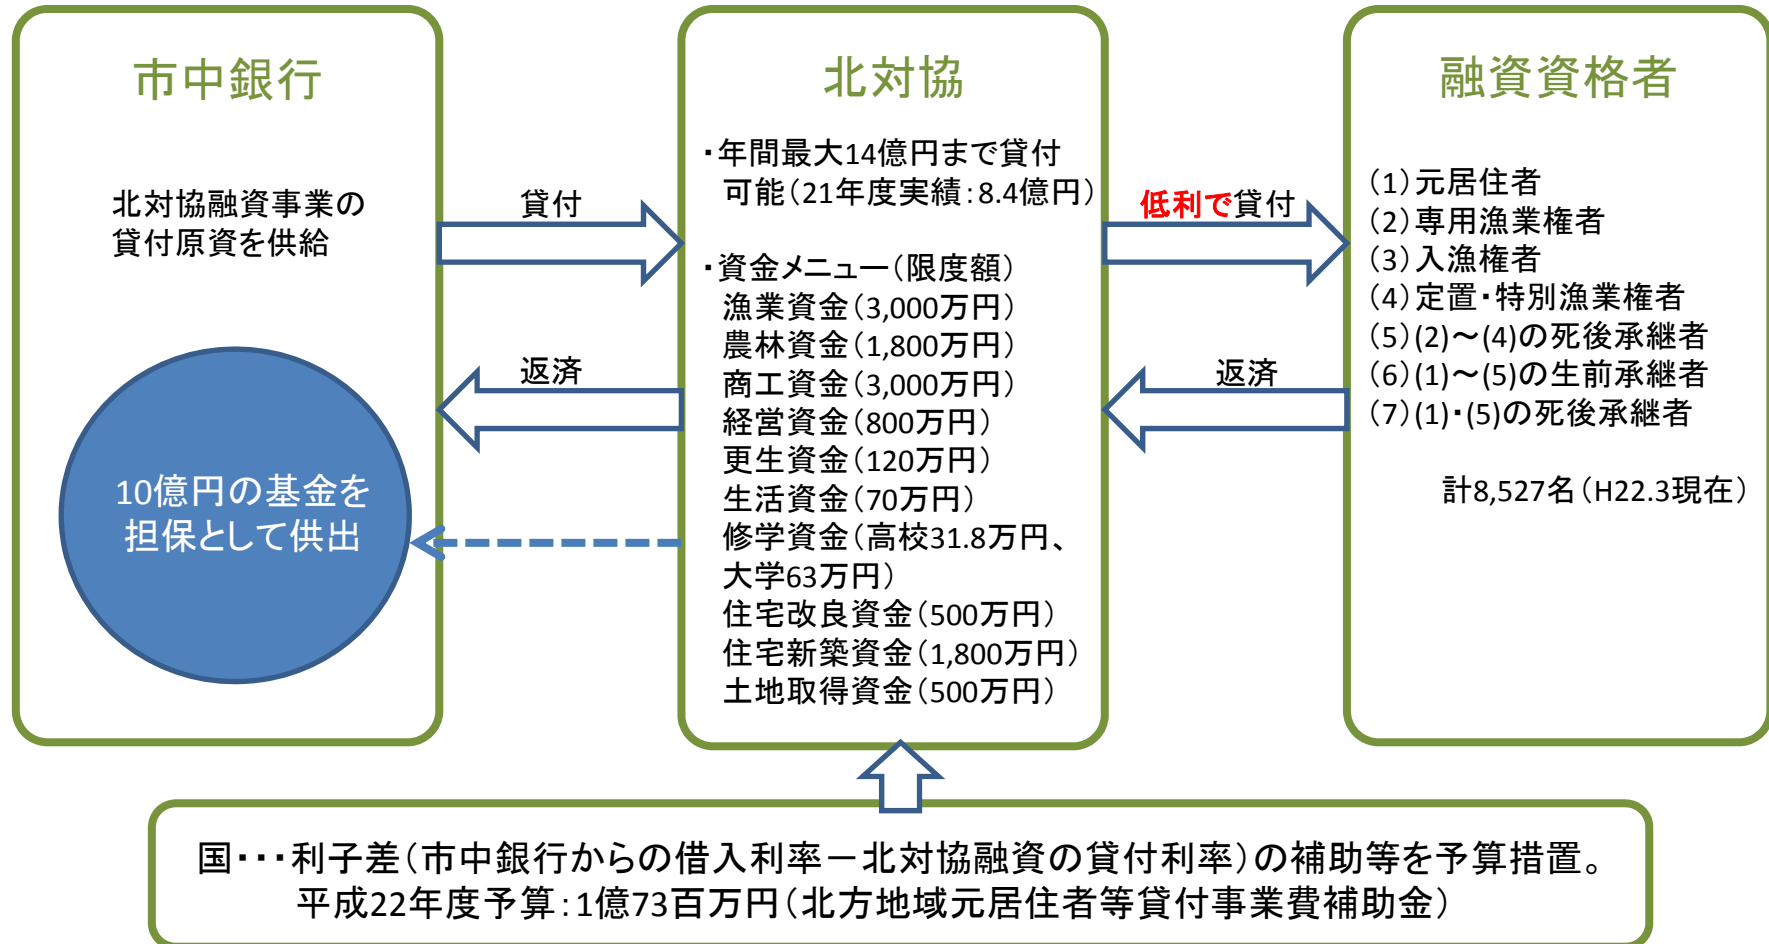 市中銀行
北対協融資事業の
貸付原資を供給
10億円の基金を
担保として供出
貸付
返済
北対協
・年間最大14億円まで貸付
可能（21年度実績：8.4億円）
・資金メニュー（限度額）
漁業資金（3,000万円）
農林資金（1,800万円）
商工資金（3,000万円）
経営資金（800万円）
更生資金（120万円）
生活資金（70万円）
修学資金（高校31.8万円、
大学63万円）
住宅改良資金（500万円）
住宅新築資金（1,800万円）
土地取得資金（500万円）
低利で貸付
返済
融資資格者
（1）元居住者
（2）専用漁業権者
（3）入漁権者
（4）定置・特別漁業権者
（5）(2)～(4)の死後承継者
（6）(1)～(5)の生前承継者
（7）(1)・(5)の死後承継者
計8,527名（H22.3現在）
国・・・利子差（市中銀行からの借入利率－北対協融資の貸付利率）の補助等を予算措置。
平成22年度予算：1億73百万円（北方地域元居住者等貸付事業費補助金）